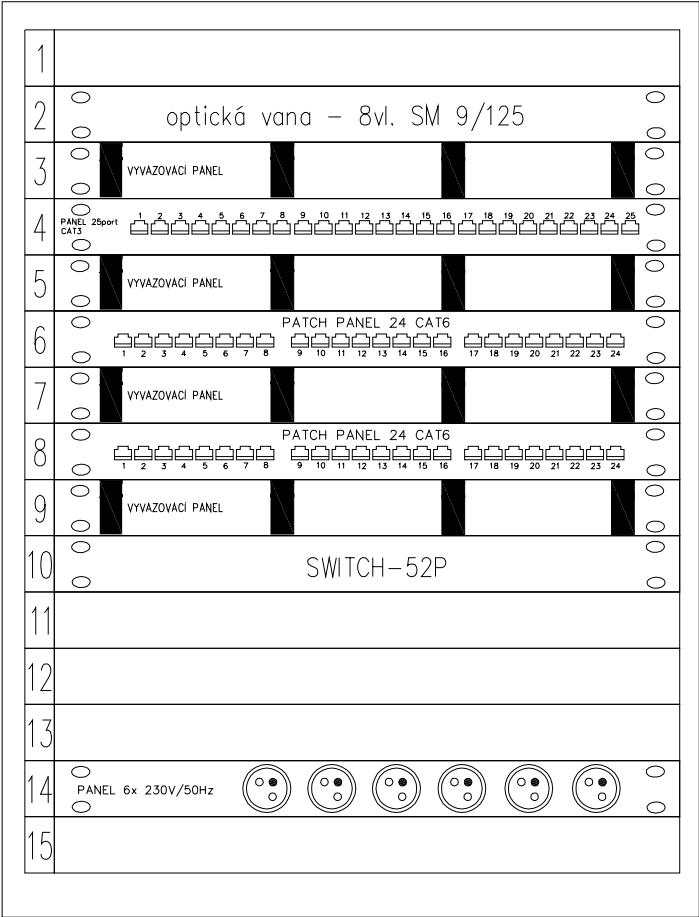 1
2 optická vana - 8vl. SM 9/125
3 VYVAZOVACÍ PANEL
4 PANEL 25port 1 2 3 4 5 6 7 8 9 10 11 12 13 14 15 16 17 18 19 20 21 22 23 24 25
CAT3
5 VYVAZOVACÍ PANEL
6 PATCH PANEL 24 CAT6
1 2 3 4 5 6 7 8 9 10 11 12 13 14 15 16 17 18 19 20 21 22 23 24
7 VYVAZOVACÍ PANEL
8 PATCH PANEL 24 CAT6
1 2 3 4 5 6 7 8 9 10 11 12 13 14 15 16 17 18 19 20 21 22 23 24
9 VYVAZOVACÍ PANEL
10 SWITCH-52P
11
12
13
14 PANEL 6x 230V/50Hz
15